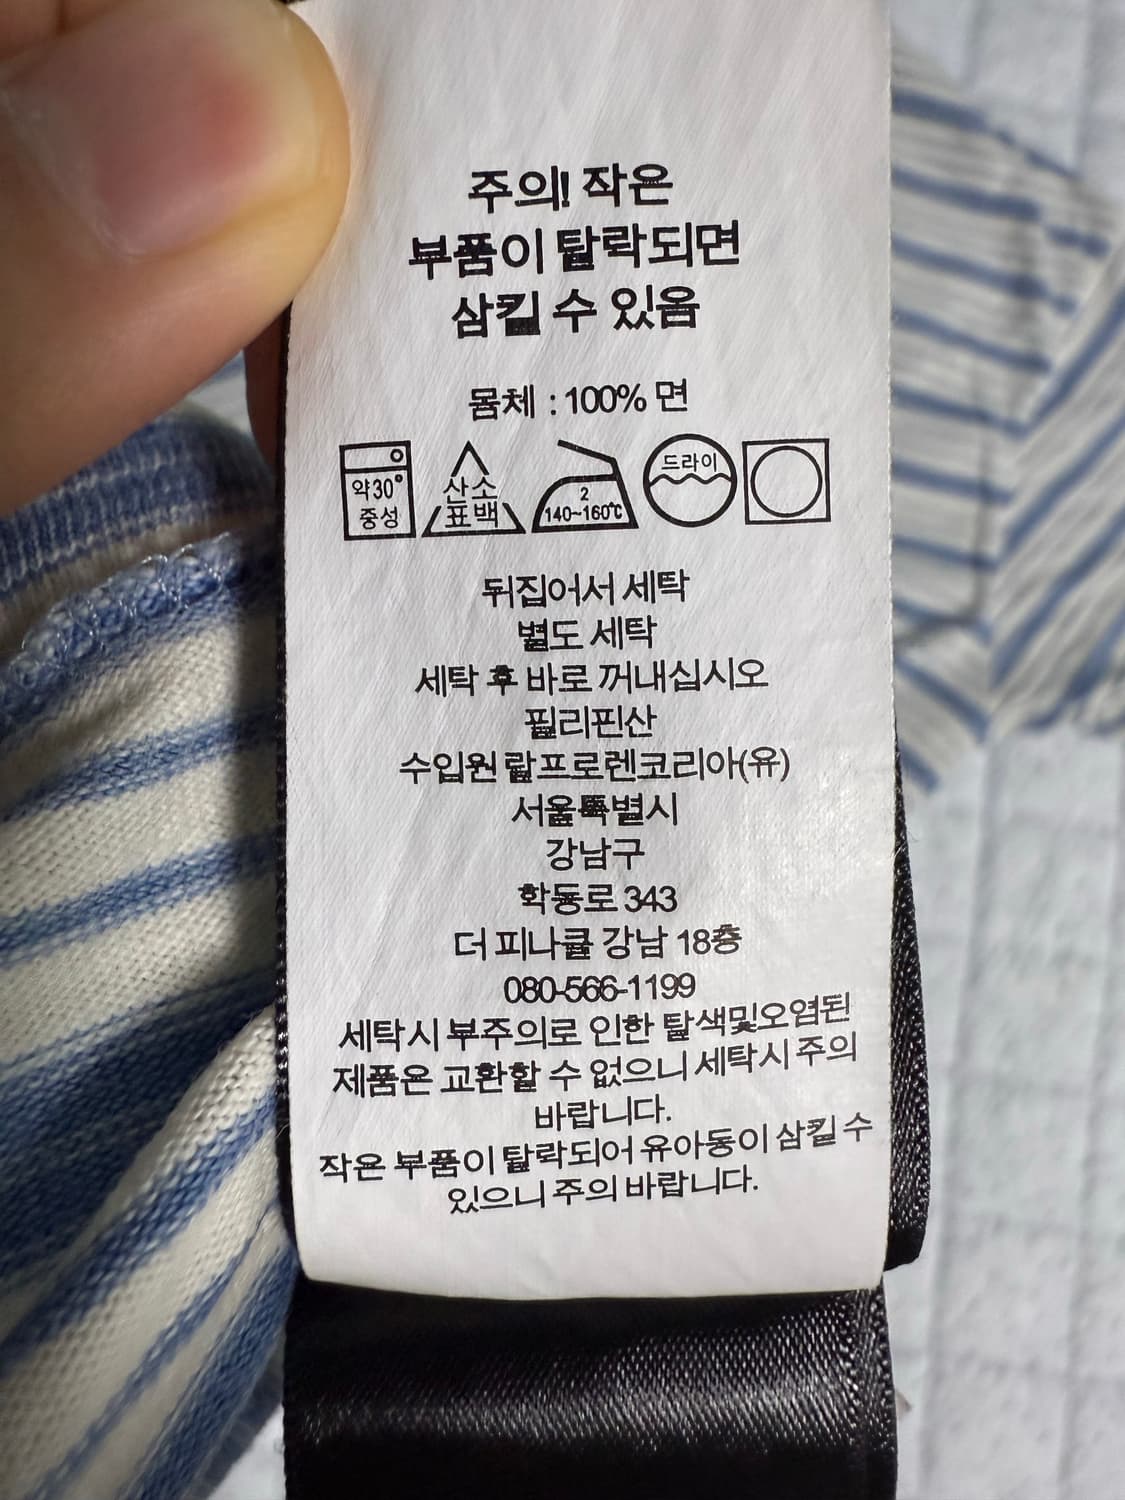 주의! 작은
부품이 탈락되면
삼킬 수 있음
몸체 : 100% 면
약30°
중성
산소
표백
2
140~160℃
드라이
뒤집어서 세탁
별도 세탁
세탁 후 바로 꺼내십시오
필리핀산
수입원 랄프로렌코리아(유)
서울특별시
강남구
학동로 343
더 피나클 강남 18층
080-566-1199
세탁시 부주의로 인한 탈색및오염된
제품은 교환할 수 없으니 세탁시 주의
바랍니다.
작은 부품이 탈락되어 유아동이 삼킬 수
있으니 주의 바랍니다.